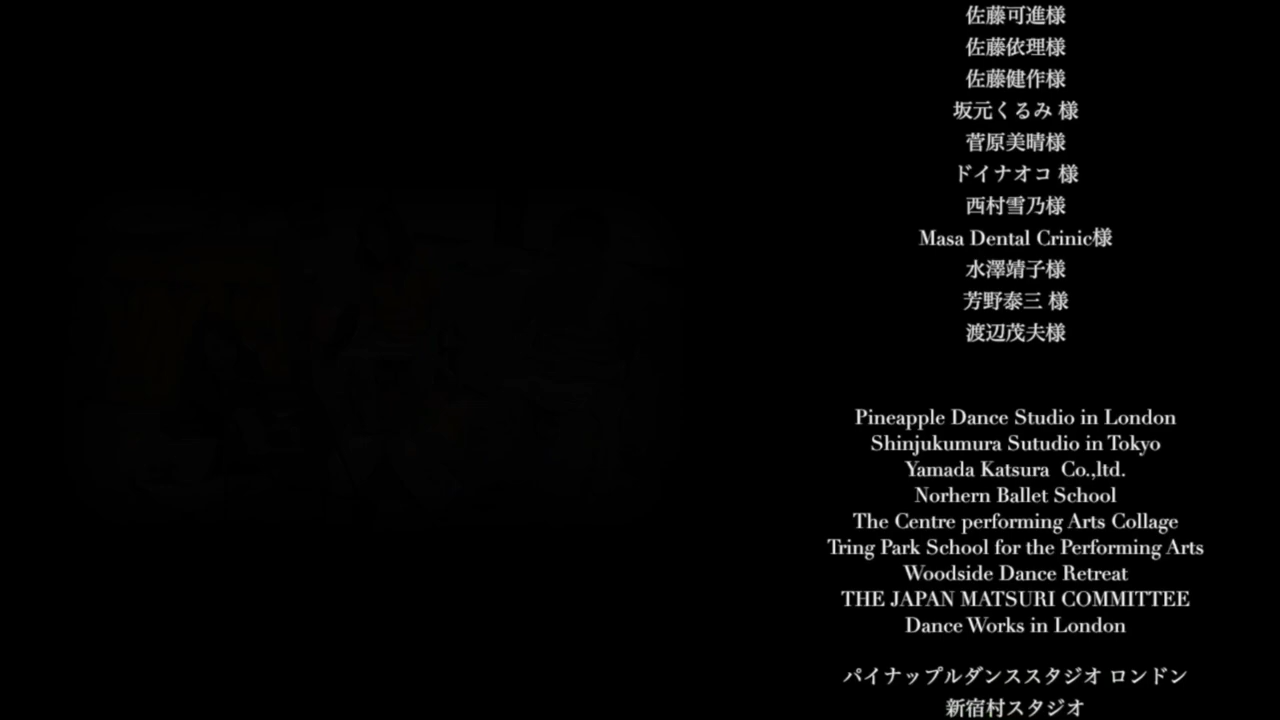 佐藤可進様
佐藤依理様
佐藤健作様
坂元くるみ 様
菅原美晴様
ドイナオコ 様
西村雪乃様
Masa Dental Crinic様
水澤靖子様
芳野泰三 様
渡辺茂夫様
Pineapple Dance Studio in London
Shinjukumura Sutudio in Tokyo
Yamada Katsura  Co.,ltd.
Norhern Ballet School
The Centre performing Arts Collage
Tring Park School for the Performing Arts
Woodside Dance Retreat
THE JAPAN MATSURI COMMITTEE
Dance Works in London
パイナップルダンススタジオ ロンドン
新宿村スタジオ